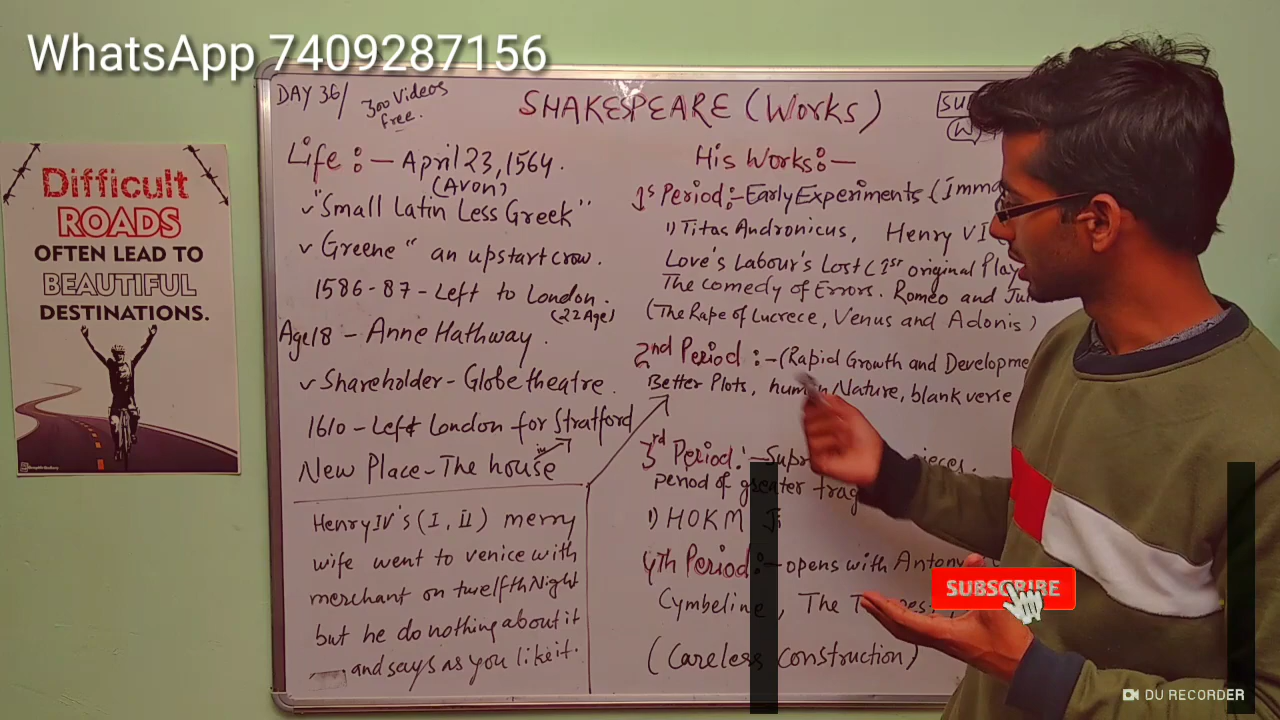 WhatsApp 7409287156
Difficult
ROADS
OFTEN LEAD TO
BEAUTIFUL
DESTINATIONS.
DAY 36/
300 Videos
free.
SHAKESPEARE (Works)
Life :- April 23, 1564.
(Avon)
✓ "Small Latin Less Greek"
✓ Greene " an upstart crow.
1586-87 - Left to London.
(22 Age)
Age 18 - Anne Hathway.
✓ Shareholder - Globe theatre.
1610 - Left London for Stratford
in
New Place - The house
Henry IV's (I, II) merry
wife went to venice with
merchant on twelfth Night
but he do nothing about it
and says as you like it.
His Works:-
1st Period:- Early Experiments (
1) Titas Andronicus, Henry VI
Love's Labour's Lost (1st original Play
The comedy of Errors. Romeo and
(The Rape of Lucrece, Venus and Adonis)
2nd Period :- (Rapid Growth and
Better Plots, human Nature, blank verse
3rd Period:-
period of greater
1) HOKM
4th Period:- opens with Antony
Cymbeline, The
(Careless construction)
SUBSCRIBE
DU RECORDER